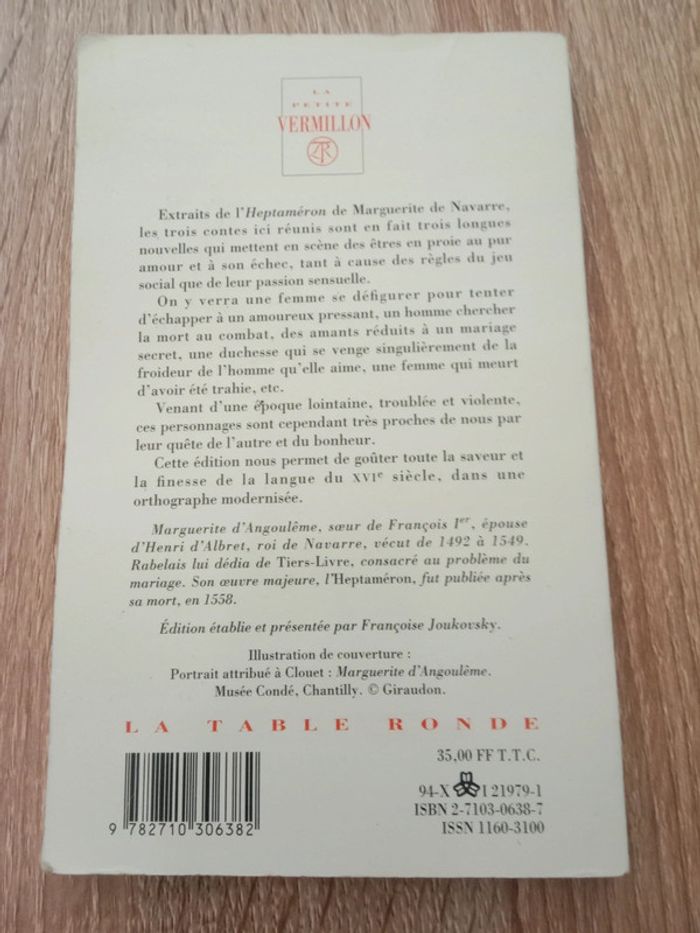 LA
PETITE
VERMILLON
Extraits de l'Heptaméron de Marguerite de Navarre,
les trois contes ici réunis sont en fait trois longues
nouvelles qui mettent en scène des êtres en proie au pur
amour et à son échec, tant à cause des règles du jeu
social que de leur passion sensuelle.
On y verra une femme se défigurer pour tenter
d'échapper à un amoureux pressant, un homme chercher
la mort au combat, des amants réduits à un mariage
secret, une duchesse qui se venge singulièrement de la
froideur de l'homme qu'elle aime, une femme qui meurt
d'avoir été trahie, etc.
Venant d'une époque lointaine, troublée et violente,
ces personnages sont cependant très proches de nous par
leur quête de l'autre et du bonheur.
Cette édition nous permet de goûter toute la saveur et
la finesse de la langue du XVIe siècle, dans une
orthographe modernisée.
Marguerite d'Angoulême, sœur de François Ier, épouse
d'Henri d'Albret, roi de Navarre, vécut de 1492 à 1549.
Rabelais lui dédia de Tiers-Livre, consacré au problème du
mariage. Son œuvre majeure, l'Heptaméron, fut publiée après
sa mort, en 1558.
Édition établie et présentée par Françoise Joukovsky.
Illustration de couverture :
Portrait attribué à Clouet : Marguerite d'Angoulême.
Musée Condé, Chantilly. © Giraudon.
LA TABLE RONDE
35,00 FF T.T.C.
94-X I 21979-1
ISBN 2-7103-0638-7
ISSN 1160-3100
9 782710 306382